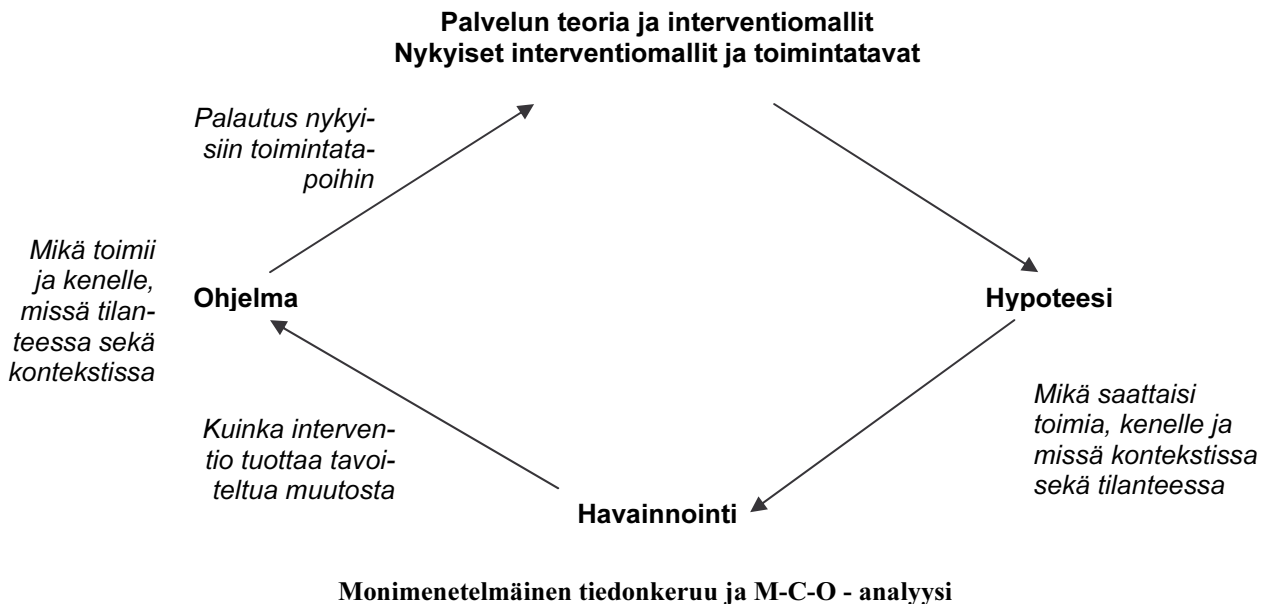 Palvelun teoria ja interventiomallit
Nykyiset interventiomallit ja toimintatavat
Palautus nykyi-
siin toimintata-
poihin
Mikä toimii
ja kenelle,
missä tilan-
teessa sekä
kontekstissa
Ohjelma
Hypoteesi
Kuinka interven-
tio tuottaa tavoi-
teltua muutosta
Mikä saattaisi
toimia, kenelle ja
missä kontekstissa
sekä tilanteessa
Havainnointi
Monimenetelmäinen tiedonkeruu ja M-C-O - analyysi